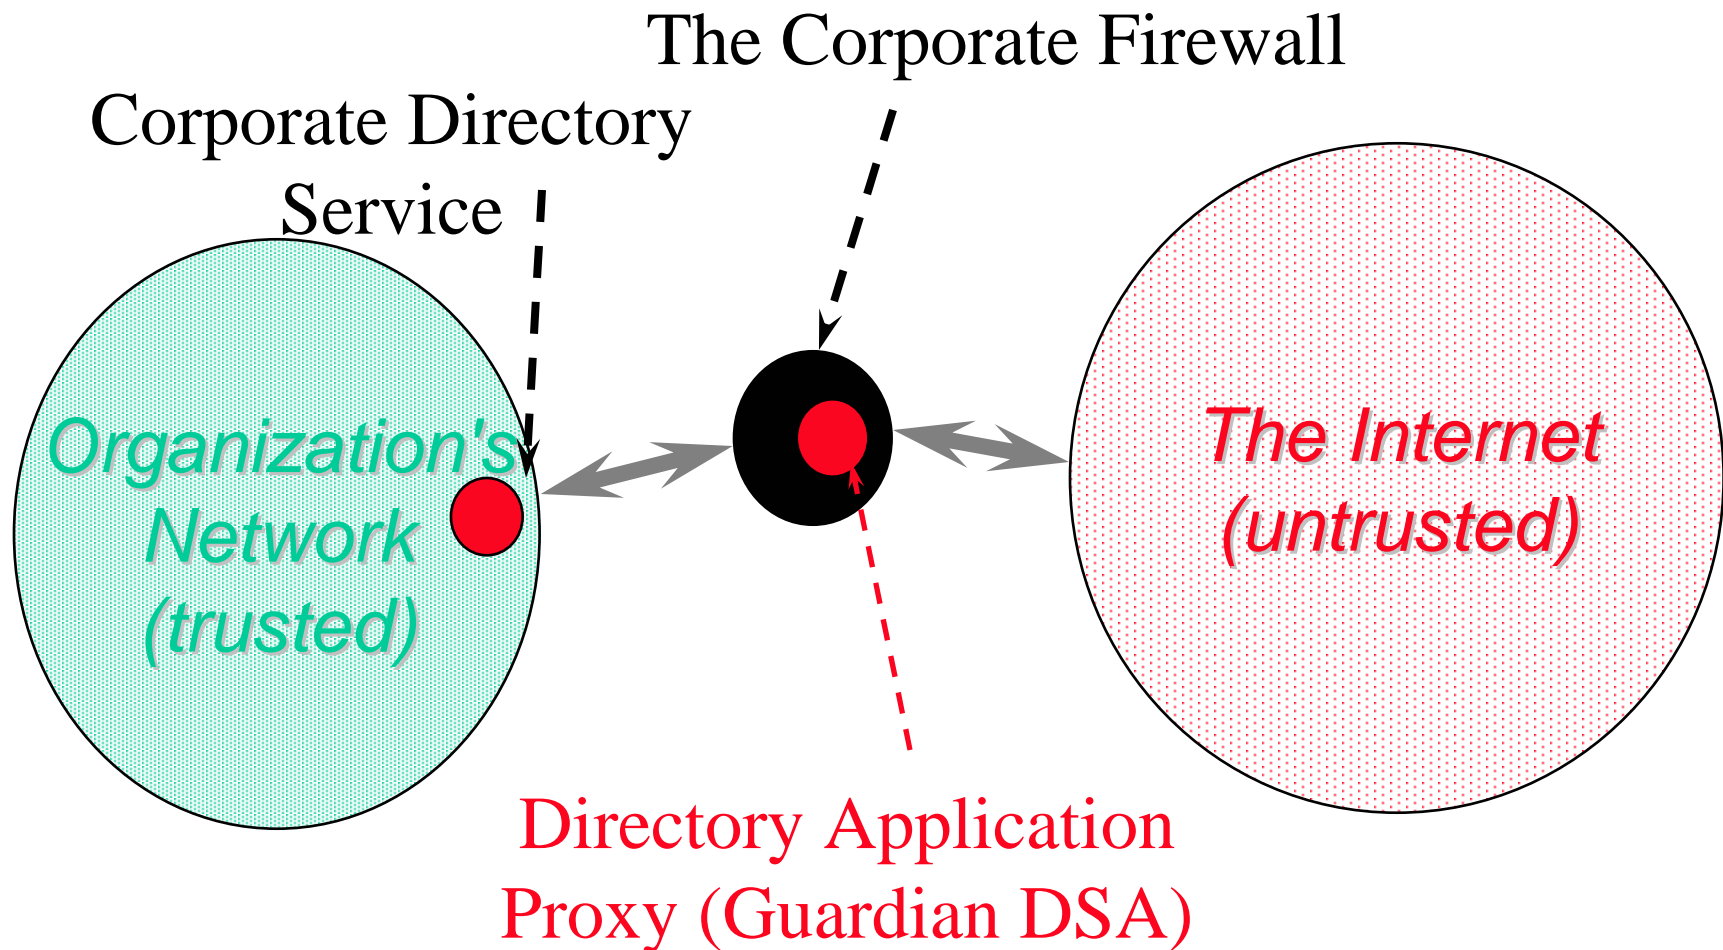 The Corporate Firewall
Corporate Directory
Service
Organization's
Network
(trusted)
The Internet
(untrusted)
Directory Application
Proxy (Guardian DSA)